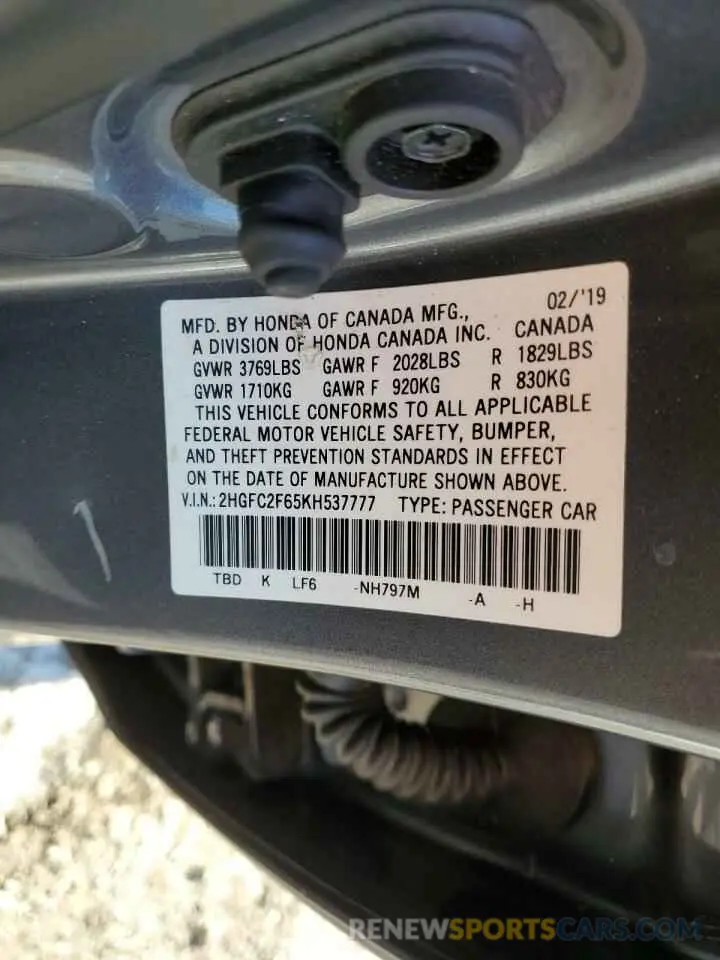 MFD. BY HONDA OF CANADA MFG., 02/'19
A DIVISION OF HONDA CANADA INC. CANADA
GVWR 3769LBS GAWR F 2028LBS R 1829LBS
GVWR 1710KG GAWR F 920KG R 830KG
THIS VEHICLE CONFORMS TO ALL APPLICABLE
FEDERAL MOTOR VEHICLE SAFETY, BUMPER,
AND THEFT PREVENTION STANDARDS IN EFFECT
ON THE DATE OF MANUFACTURE SHOWN ABOVE.
V.I.N.: 2HGFC2F65KH537777 TYPE: PASSENGER CAR
TBD K LF6 -NH797M -A -H
RENEWSPORTSCARS.COM